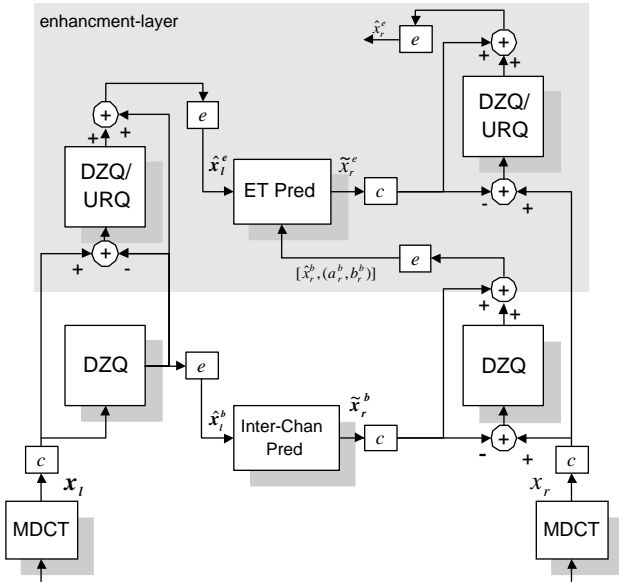 enhancment-layer
x̂_r^e
e
+
+
+
DZQ/
URQ
-
+
+
+
+
+
e
DZQ/
URQ
+
+
-
x̂_l^e
ET Pred
x̃_r^e
c
[x̂_r^b,(a_r^b,b_r^b)]
e
+
+
+
DZQ
e
x̂_l^b
Inter-Chan
Pred
x̃_r^b
c
DZQ
+
-
+
c
x_l
MDCT
c
x_r
MDCT